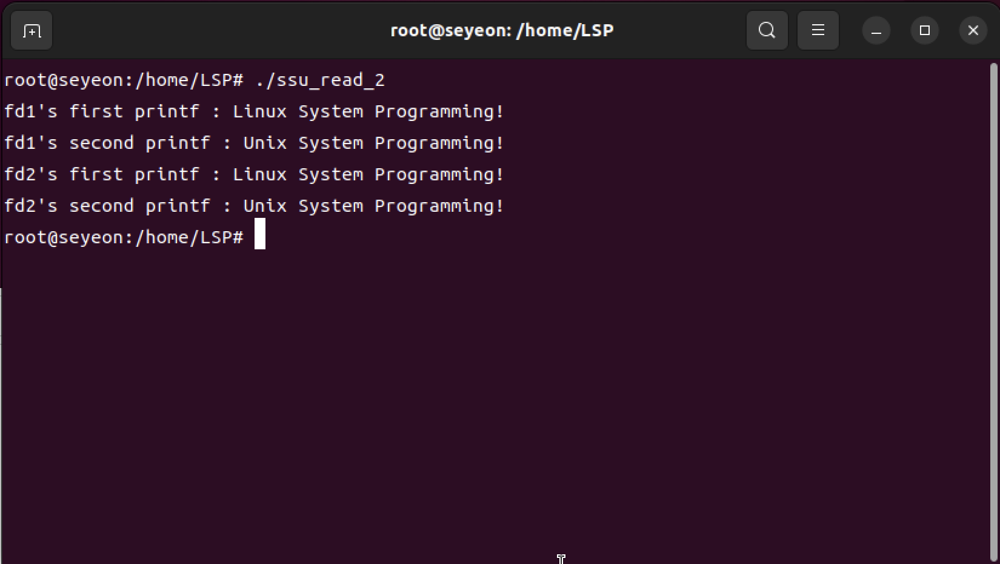 root@seyeon: /home/LSP
root@seyeon:/home/LSP# ./ssu_read_2
fd1's first printf : Linux System Programming!
fd1's second printf : Unix System Programming!
fd2's first printf : Linux System Programming!
fd2's second printf : Unix System Programming!
root@seyeon:/home/LSP#